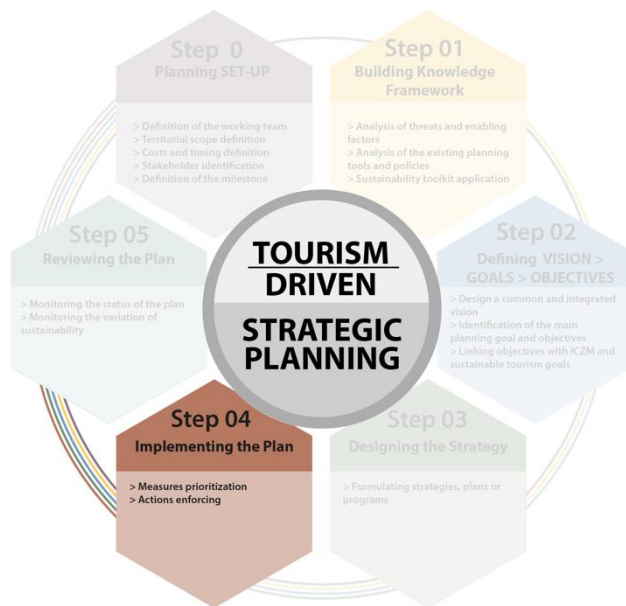 Step 0
Planning SET-UP
> Definition of the working team
> Territorial scope definition
> Costs and timing definition
> Stakeholder identification
> Definition of the milestone
Step 01
Building Knowledge
Framework
> Analysis of threats and enabling
factors
> Analysis of the existing planning
tools and policies
> Sustainability toolkit application
Step 02
Defining VISION >
GOALS > OBJECTIVES
> Design a common and integrated
vision
> Identification of the main
planning goal and objectives
> Linking objectives with ICZM and
sustainable tourism goals
Step 03
Designing the Strategy
> Formulating strategies, plans or
programs
Step 04
Implementing the Plan
> Measures prioritization
> Actions enforcing
Step 05
Reviewing the Plan
> Monitoring the status of the plan
> Monitoring the variation of
sustainability
TOURISM
DRIVEN
STRATEGIC
PLANNING